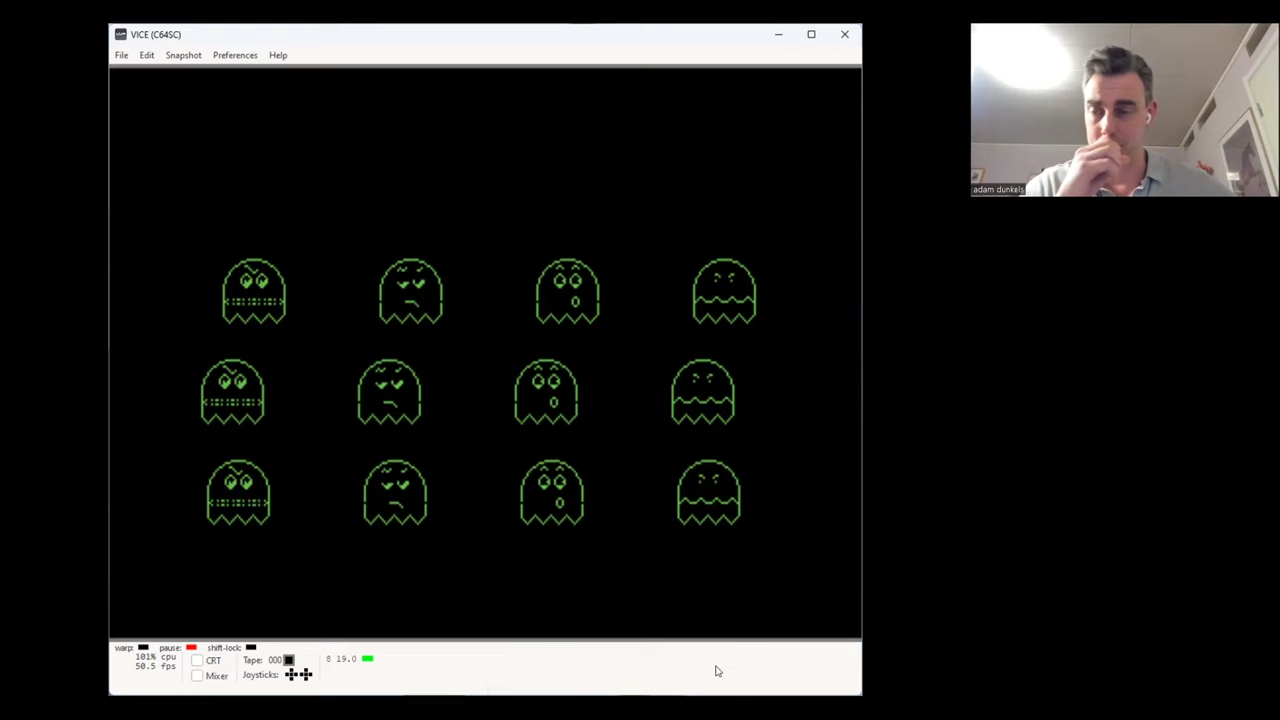 VICE (C64SC)
File Edit Snapshot Preferences Help
adam dunkels
warp: pause: shift-lock:
101% cpu
50.5 fps
CRT
Mixer
Tape: 000
Joysticks:
8 19.0